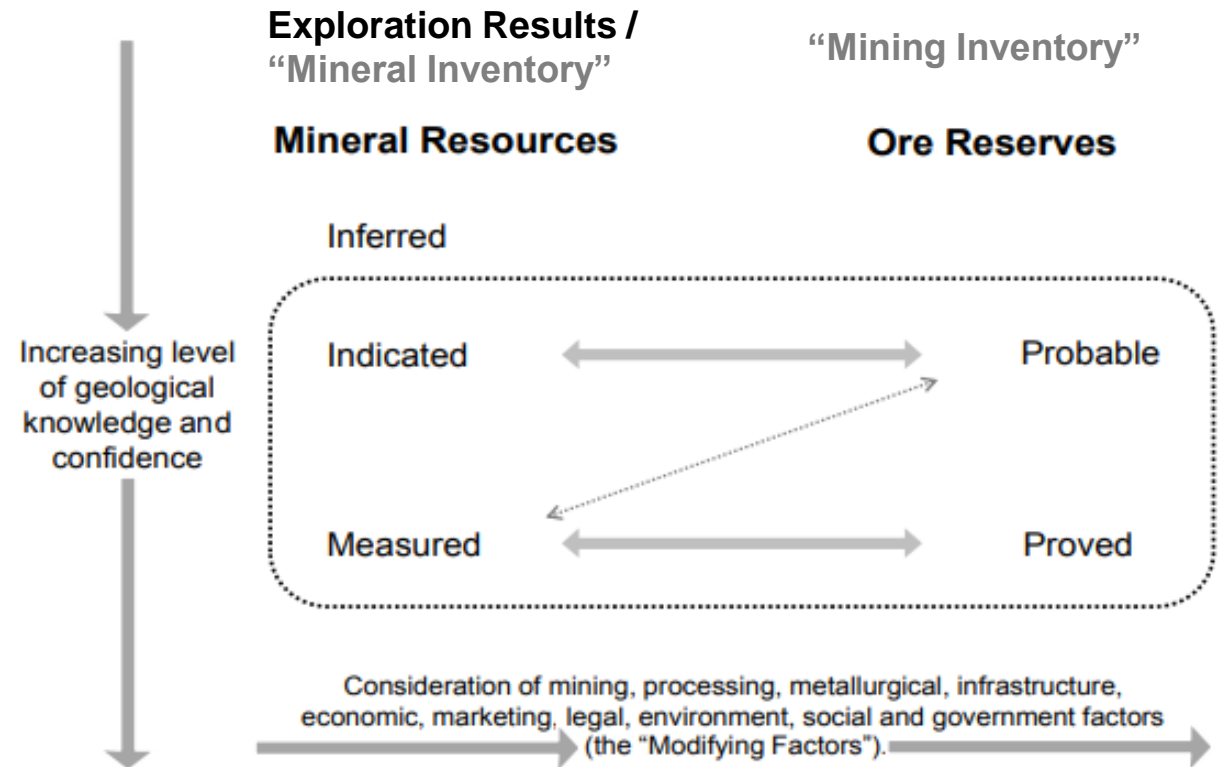 Exploration Results /
“Mineral Inventory”
“Mining Inventory”
Mineral Resources
Ore Reserves
Inferred
Indicated
Probable
Measured
Proved
Increasing level
of geological
knowledge and
confidence
Consideration of mining, processing, metallurgical, infrastructure,
economic, marketing, legal, environment, social and government factors
(the “Modifying Factors”).